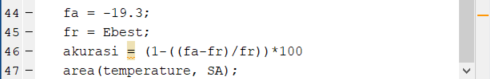 44 — fa = -19.3;
45 — fr = Ebest;
46 — akurasi = (1-((fa-fr)/fr))*100
47 — area(temperature, SA);